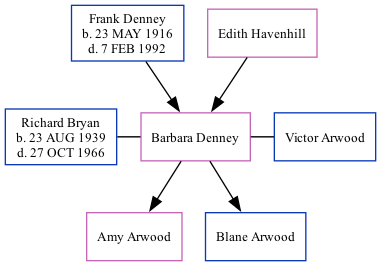 Frank Denney
b. 23 MAY 1916
d. 7 FEB 1992
Edith Havenhill
Richard Bryan
b. 23 AUG 1939
d. 27 OCT 1966
Barbara Denney
Victor Arwood
Amy Arwood
Blane Arwood